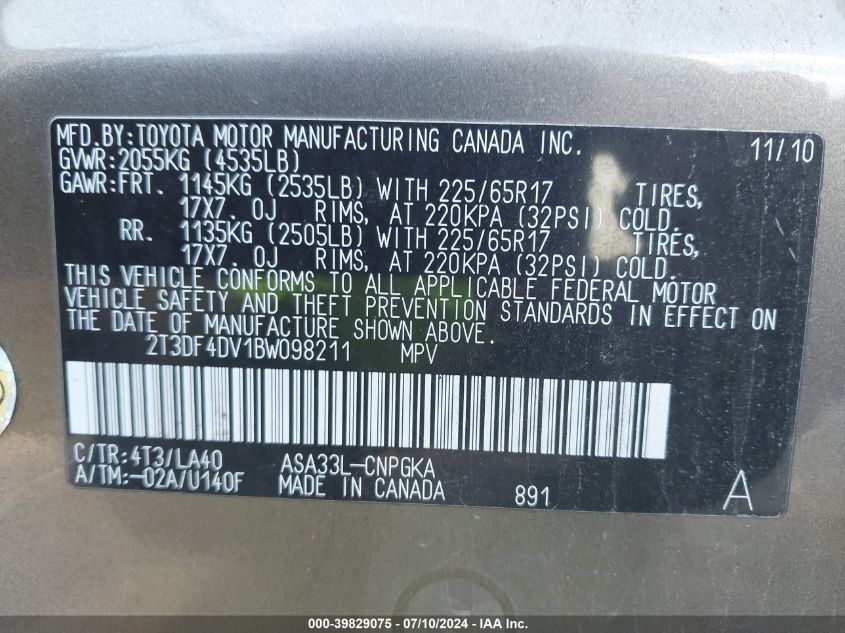 MFD.BY:TOYOTA MOTOR MANUFACTURING CANADA INC. 11/10
GVWR:2055KG (4535LB)
GAWR:FRT. 1145KG (2535LB) WITH 225/65R17 TIRES,
17X7.0J RIMS, AT 220KPA (32PSI) COLD.
RR. 1135KG (2505LB) WITH 225/65R17 TIRES,
17X7.0J RIMS, AT 220KPA (32PSI) COLD.
THIS VEHICLE CONFORMS TO ALL APPLICABLE FEDERAL MOTOR
VEHICLE SAFETY AND THEFT PREVENTION STANDARDS IN EFFECT ON
THE DATE OF MANUFACTURE SHOWN ABOVE.
2T3DF4DV1BW098211 MPV
C/TR:4T3/LA40 ASA33L-CNPGKA
A/TM:-02A/U140F MADE IN CANADA 891 A
000-39829075 - 07/10/2024 - IAA Inc.